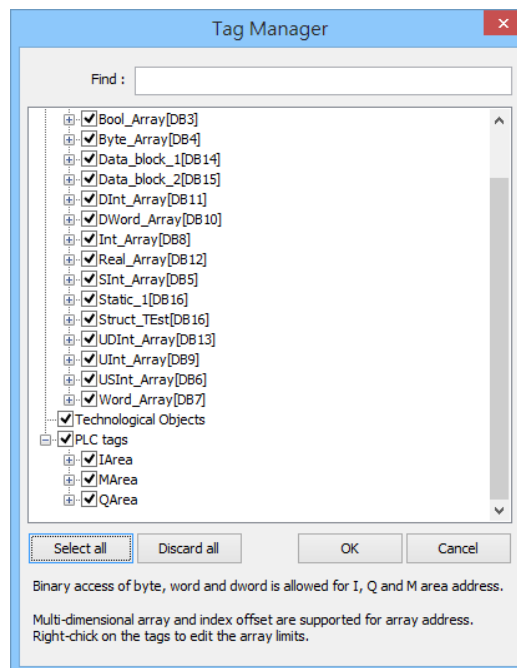 Tag Manager
Find :
Bool_Array[DB3]
Byte_Array[DB4]
Data_block_1[DB14]
Data_block_2[DB15]
DInt_Array[DB11]
DWord_Array[DB10]
Int_Array[DB8]
Real_Array[DB12]
SInt_Array[DB5]
Static_1[DB16]
Struct_TEst[DB16]
UDInt_Array[DB13]
UInt_Array[DB9]
USInt_Array[DB6]
Word_Array[DB7]
Technological Objects
PLC tags
IArea
MArea
QArea
Select all Discard all OK Cancel
Binary access of byte, word and dword is allowed for I, Q and M area address.
Multi-dimensional array and index offset are supported for array address.
Right-chick on the tags to edit the array limits.